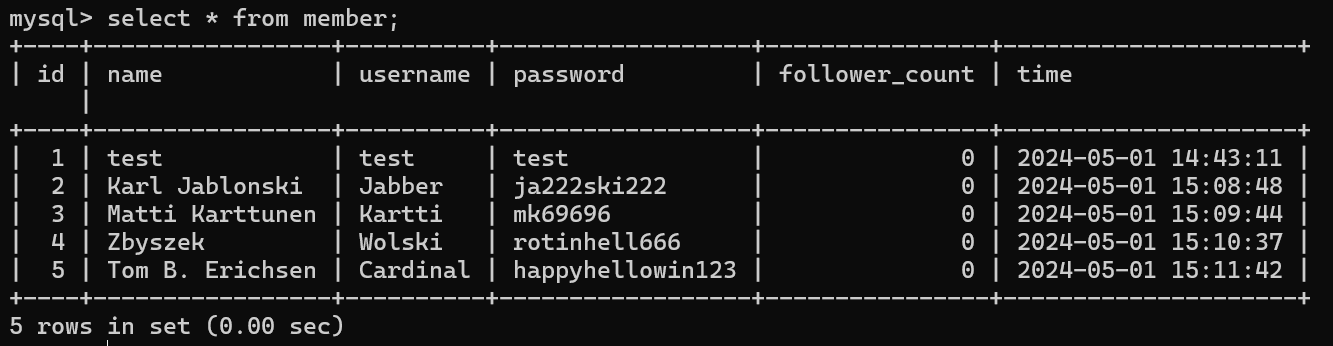 mysql> select * from member;
+----+-----------------+----------+------------------+----------------+---------------------+
| id | name            | username | password         | follower_count | time
     |
+----+-----------------+----------+------------------+----------------+---------------------+
|  1 | test            | test     | test             |              0 | 2024-05-01 14:43:11 |
|  2 | Karl Jablonski  | Jabber   | ja222ski222      |              0 | 2024-05-01 15:08:48 |
|  3 | Matti Karttunen | Kartti   | mk69696          |              0 | 2024-05-01 15:09:44 |
|  4 | Zbyszek         | Wolski   | rotinhell666     |              0 | 2024-05-01 15:10:37 |
|  5 | Tom B. Erichsen | Cardinal | happyhellowin123 |              0 | 2024-05-01 15:11:42 |
+----+-----------------+----------+------------------+----------------+---------------------+
5 rows in set (0.00 sec)